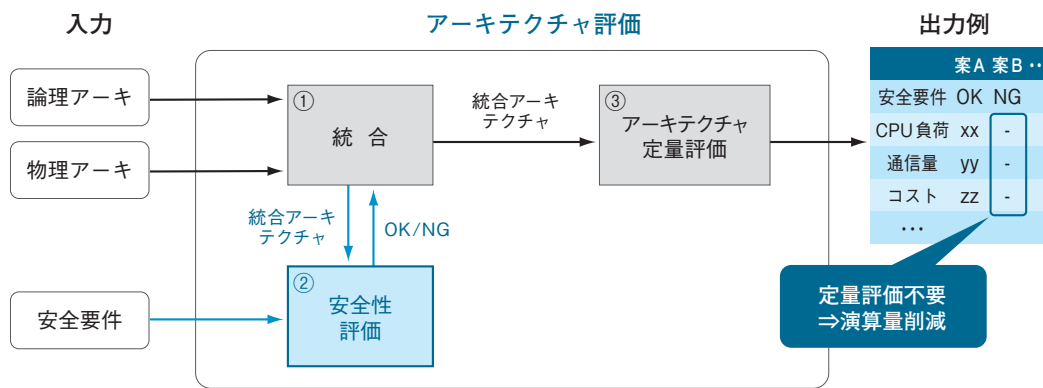 入力
アーキテクチャ評価
出力例
論理アーキ
物理アーキ
安全要件
①
統 合
統合アーキ
テクチャ
③
アーキテクチャ
定量評価
統合アーキ
テクチャ
OK/NG
②
安全性
評価
案A 案B ‥
安全要件 OK NG
CPU負荷 xx -
通信量 yy -
コスト zz -
…
定量評価不要
⇒演算量削減